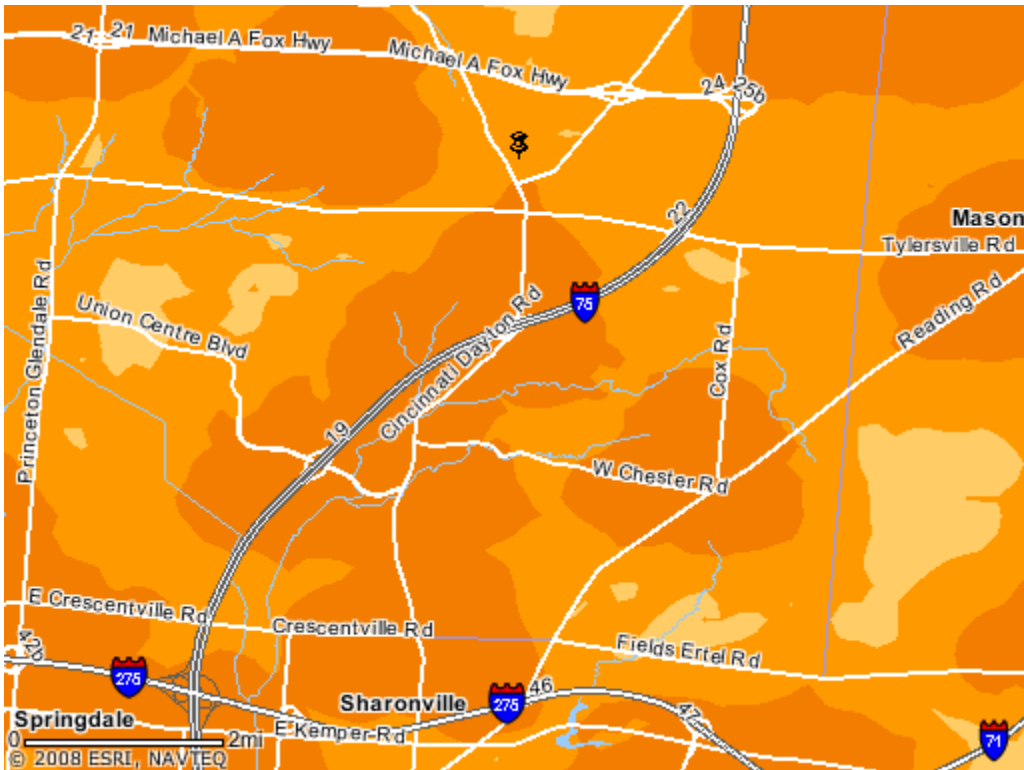 21 21 Michael A Fox Hwy
Michael A Fox Hwy
24 25b
22
Mason
Tylersville Rd
Princeton Glendale Rd
Union Centre Blvd
75
Cincinnati Dayton Rd
Cox Rd
Reading Rd
19
W Chester Rd
E Crescentville Rd
Crescentville Rd
Fields Ertel Rd
42b
275
275
46
47
Sharonville
Springdale
E Kemper Rd
71
0 2mi
© 2008 ESRI, NAVTEQ